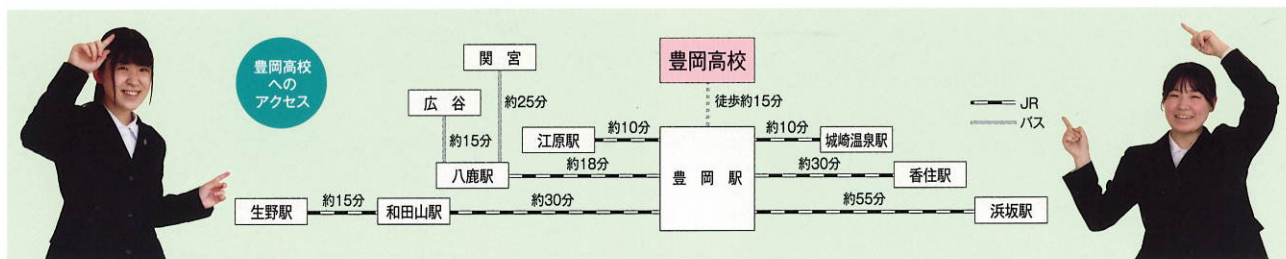 豊岡高校
への
アクセス
関宮
豊岡高校
約25分
徒歩約15分
広谷
JR
バス
約15分
江原駅
約10分
約10分
城崎温泉駅
八鹿駅
約18分
豊岡駅
約30分
香住駅
生野駅
約15分
和田山駅
約30分
約55分
浜坂駅